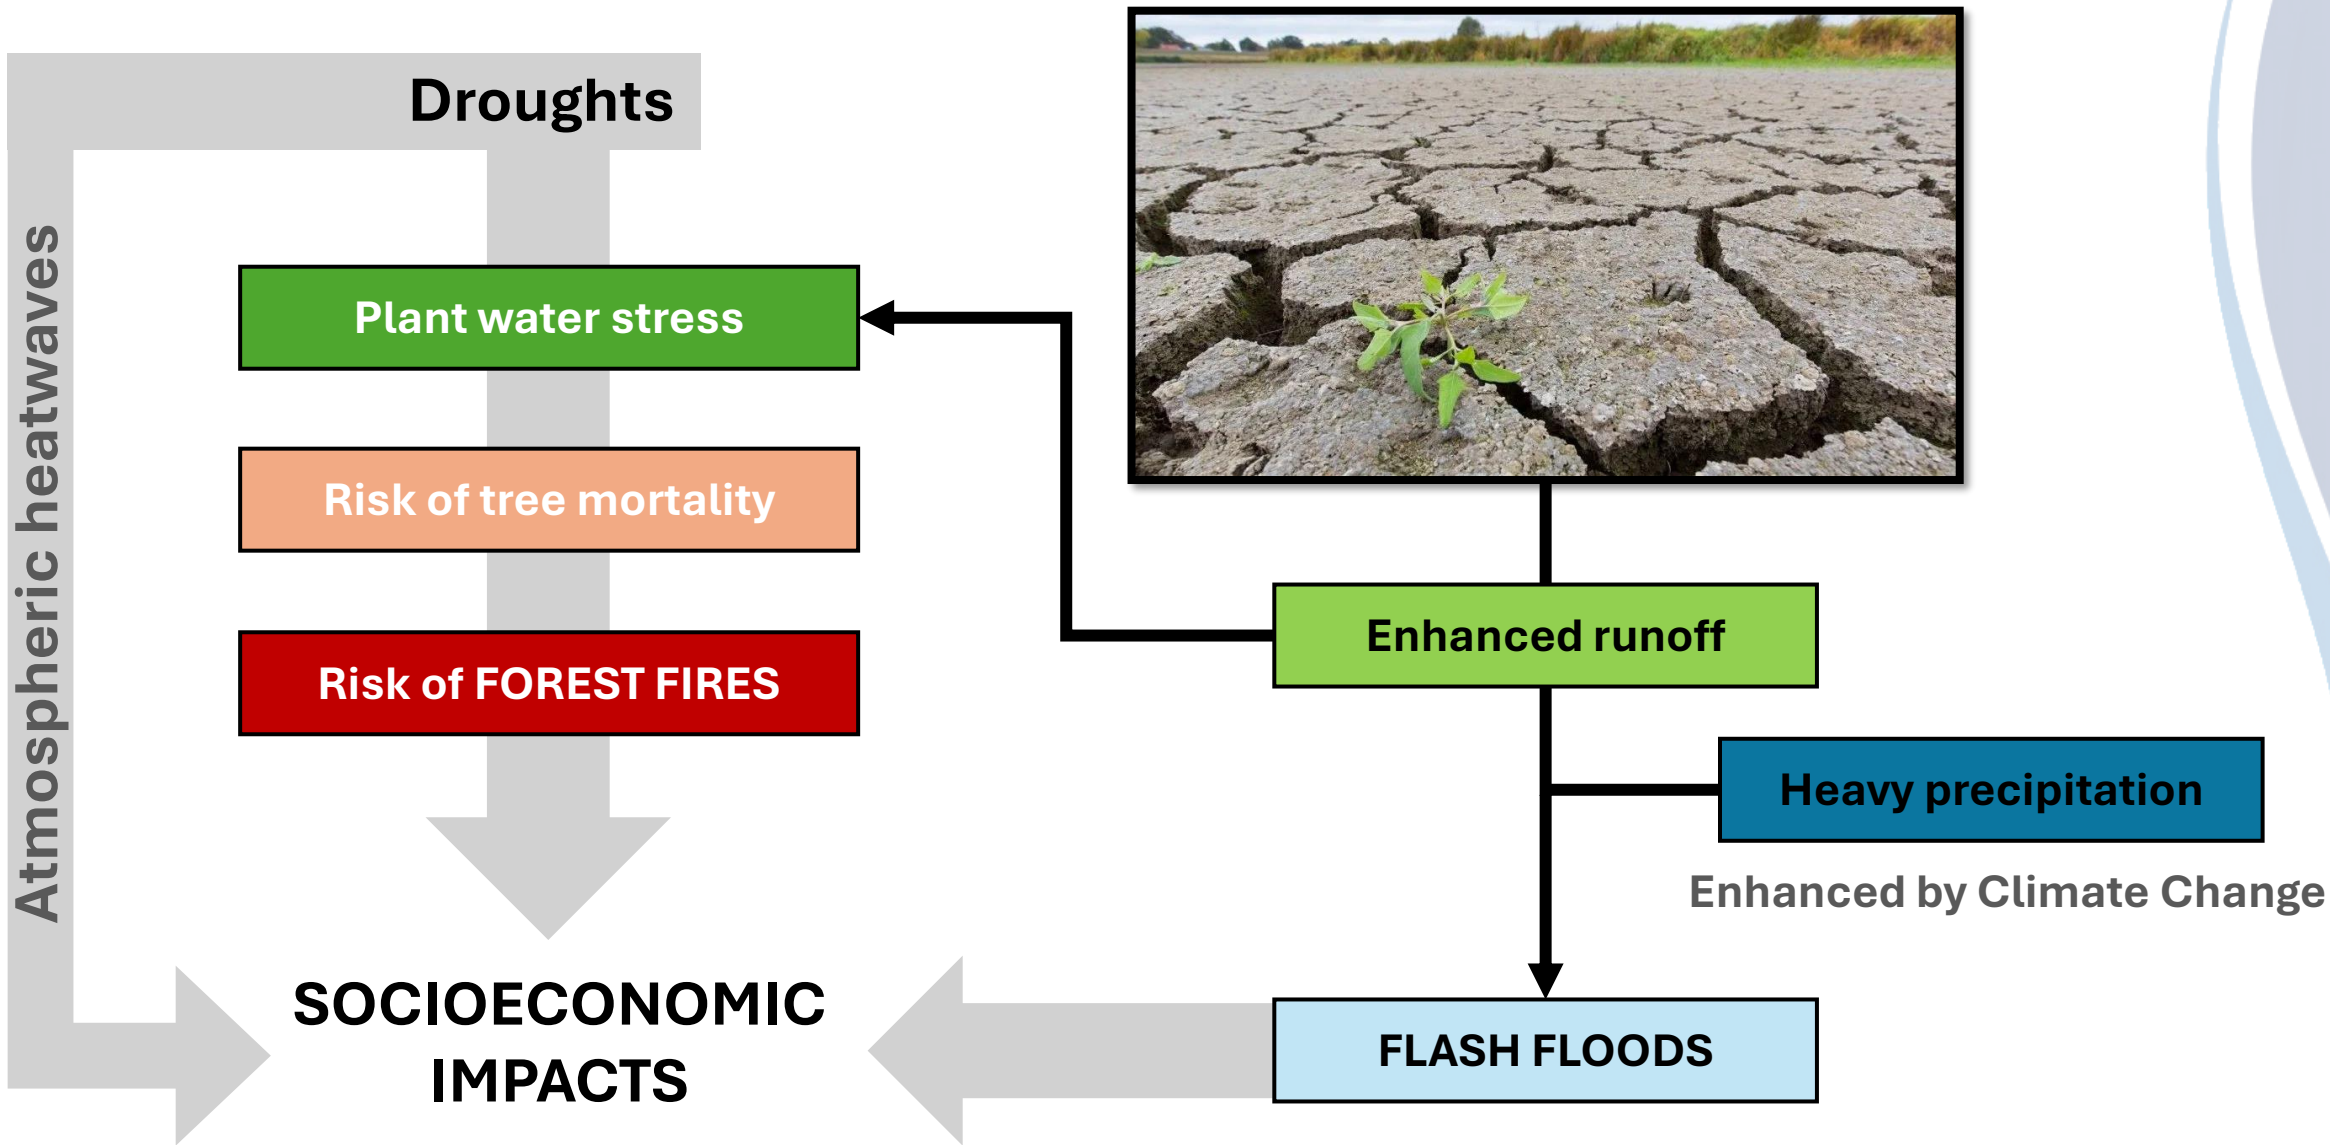 Droughts
Atmospheric heatwaves
Plant water stress
Risk of tree mortality
Risk of FOREST FIRES
SOCIOECONOMIC
IMPACTS
Enhanced runoff
Heavy precipitation
Enhanced by Climate Change
FLASH FLOODS